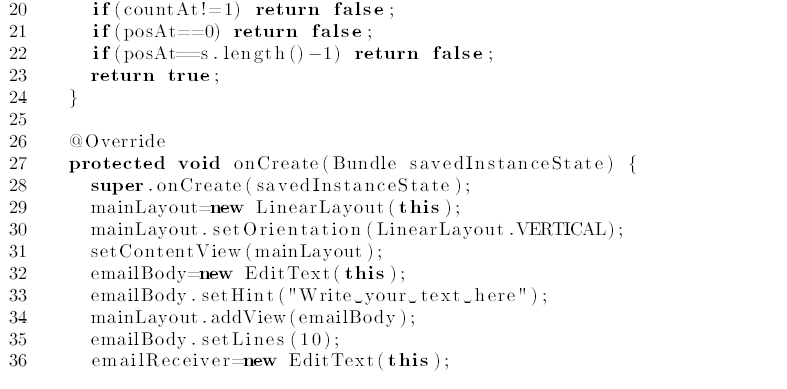 20 if(countAt!=1) return false;
21 if(posAt==0) return false;
22 if(posAt==s.length()-1) return false;
23 return true;
24 }
25
26 @Override
27 protected void onCreate(Bundle savedInstanceState) {
28 super.onCreate(savedInstanceState);
29 mainLayout=new LinearLayout(this);
30 mainLayout.setOrientation(LinearLayout.VERTICAL);
31 setContentView(mainLayout);
32 emailBody=new EditText(this);
33 emailBody.setHint("Write␣your␣text␣here");
34 mainLayout.addView(emailBody);
35 emailBody.setLines(10);
36 emailReceiver=new EditText(this);